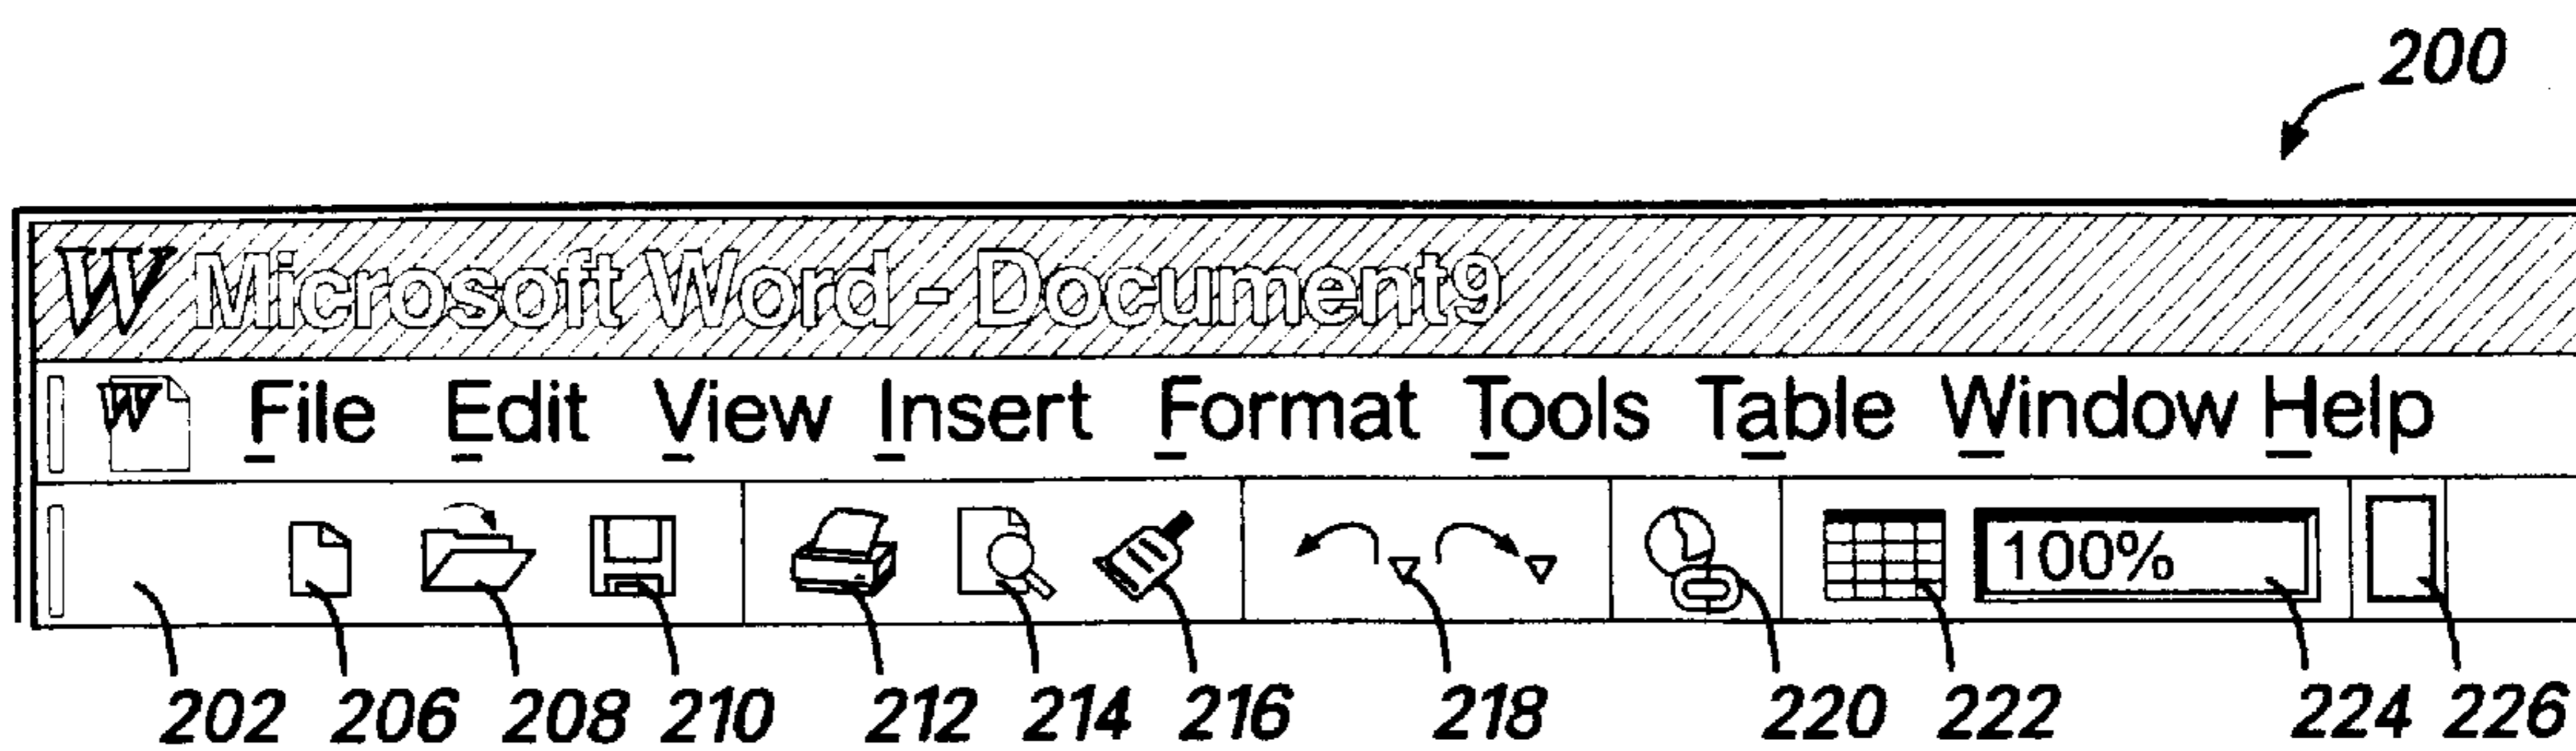 200
W Microsoft Word - Document9
W File Edit View Insert Format Tools Table Window Help
100%
202 206 208 210 212 214 216 218 220 222 224 226